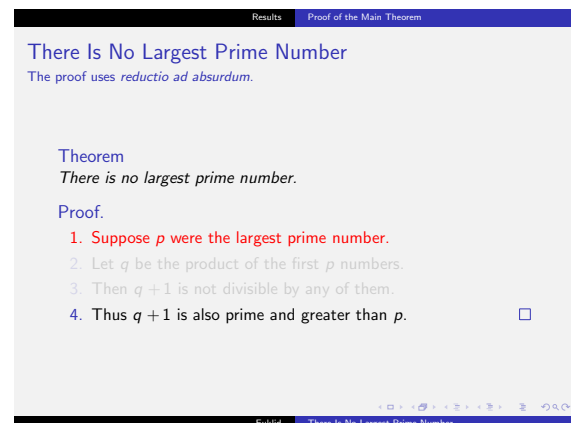 Results Proof of the Main Theorem
There Is No Largest Prime Number
The proof uses reductio ad absurdum.
Theorem
There is no largest prime number.
Proof.
1. Suppose p were the largest prime number.
2. Let q be the product of the first p numbers.
3. Then q + 1 is not divisible by any of them.
4. Thus q + 1 is also prime and greater than p.
Euklid There Is No Largest Prime Number